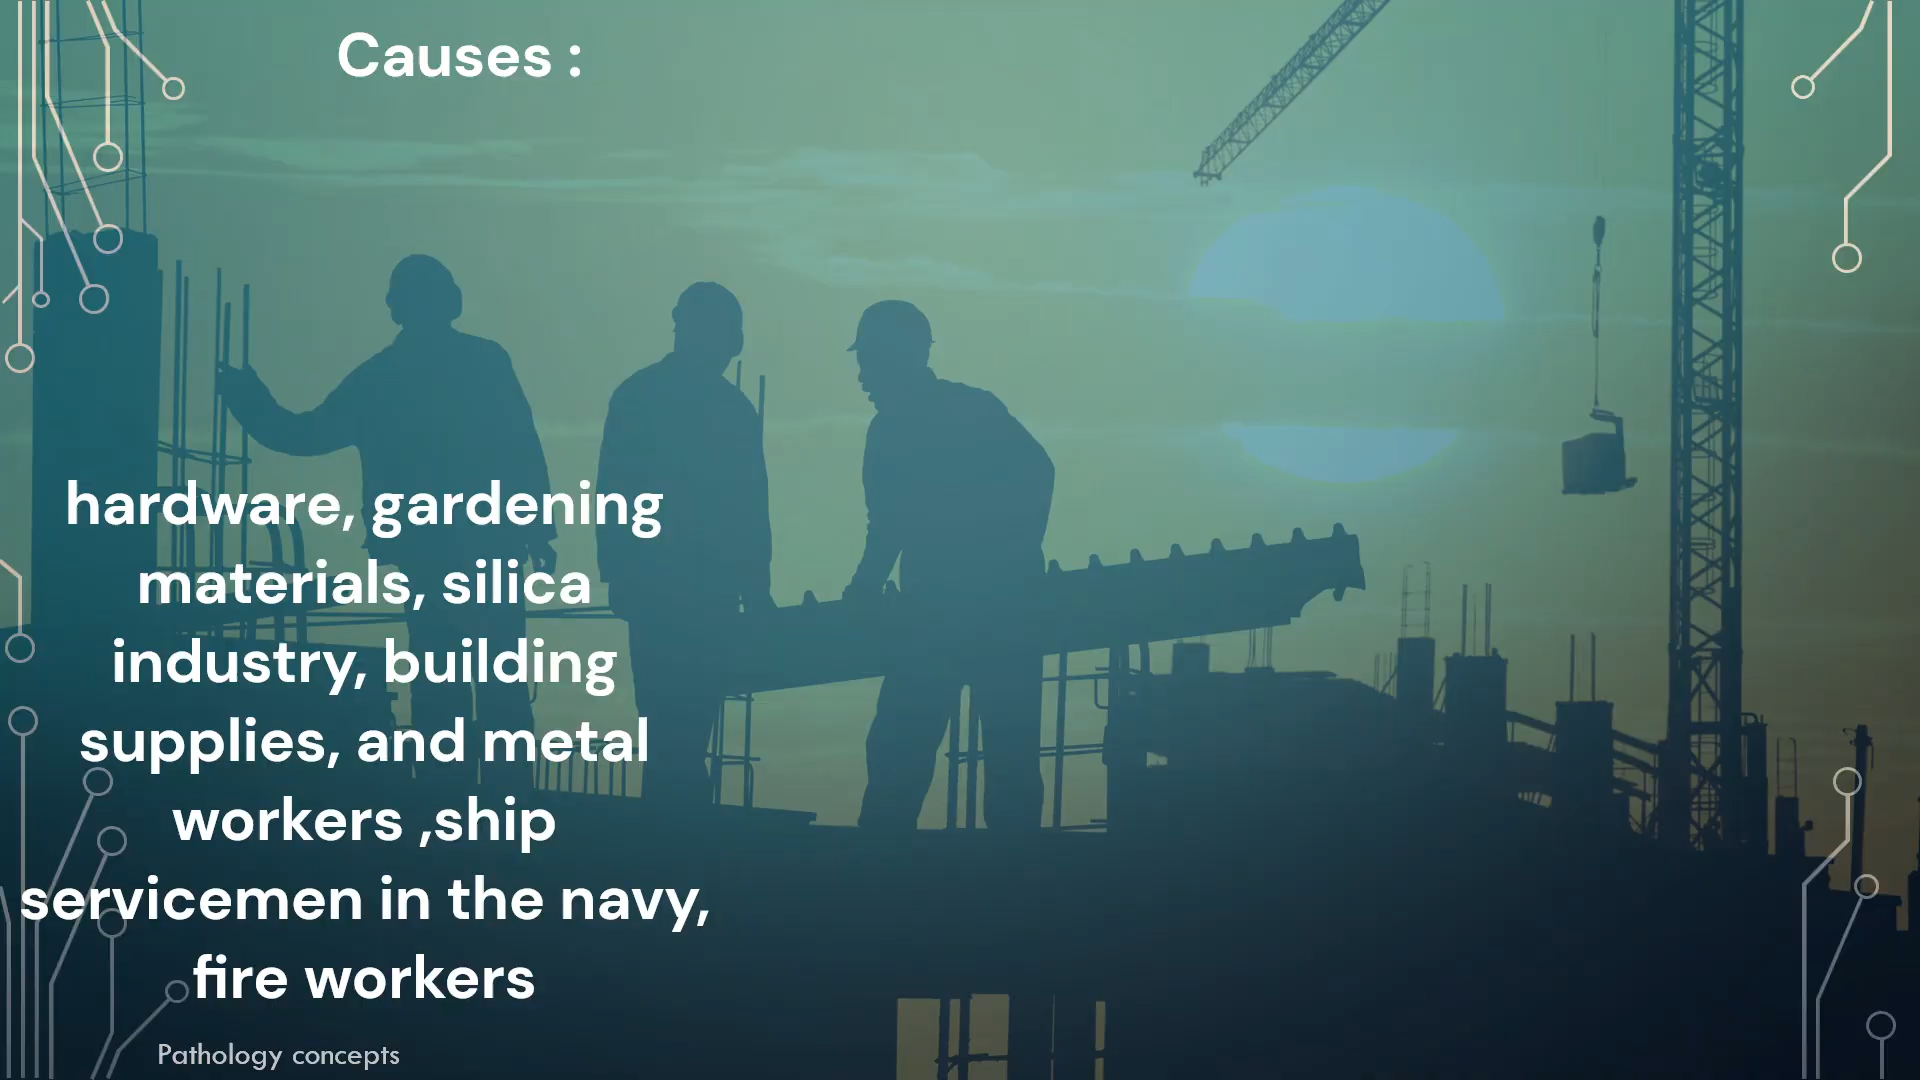 Causes :
hardware, gardening
materials, silica
industry, building
supplies, and metal
workers ,ship
servicemen in the navy,
fire workers
Pathology concepts